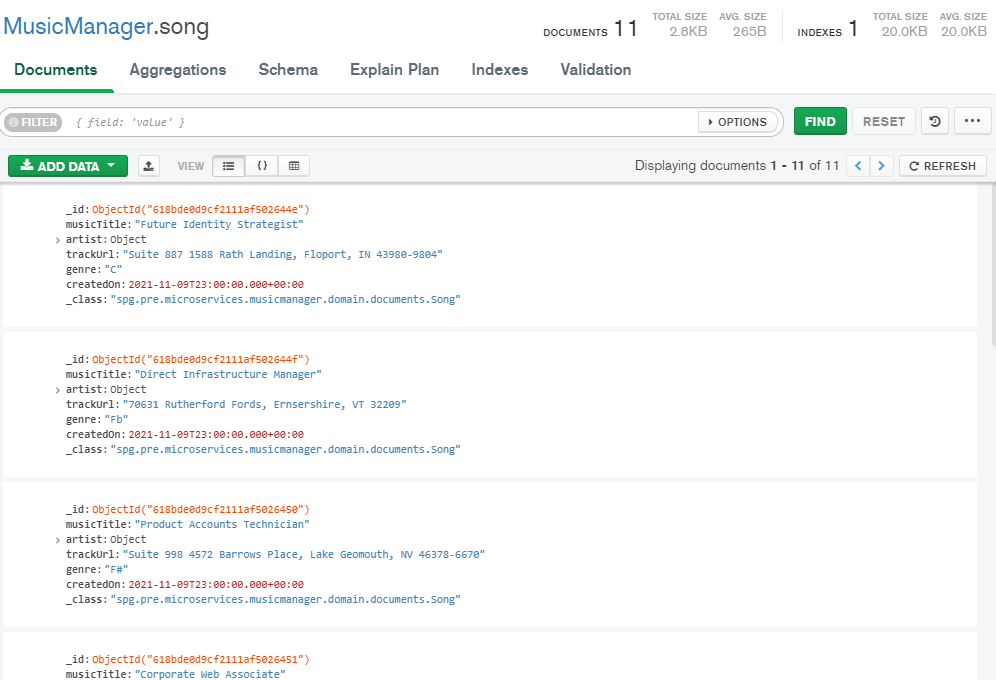 MusicManager.song
DOCUMENTS 11 TOTAL SIZE 2.8KB AVG. SIZE 265B INDEXES 1 TOTAL SIZE 20.0KB AVG. SIZE 20.0KB
Documents Aggregations Schema Explain Plan Indexes Validation
FILTER { field: 'value' } OPTIONS FIND RESET
ADD DATA VIEW Displaying documents 1 - 11 of 11 REFRESH
_id: ObjectId("618bde0d9cf2111af502644e")
musicTitle: "Future Identity Strategist"
artist: Object
trackUrl: "Suite 887 1588 Rath Landing, Floport, IN 43980-9804"
genre: "C"
createdOn: 2021-11-09T23:00:00.000+00:00
_class: "spg.pre.microservices.musicmanager.domain.documents.Song"
_id: ObjectId("618bde0d9cf2111af502644f")
musicTitle: "Direct Infrastructure Manager"
artist: Object
trackUrl: "70631 Rutherford Fords, Ernsershire, VT 32209"
genre: "Fb"
createdOn: 2021-11-09T23:00:00.000+00:00
_class: "spg.pre.microservices.musicmanager.domain.documents.Song"
_id: ObjectId("618bde0d9cf2111af5026450")
musicTitle: "Product Accounts Technician"
artist: Object
trackUrl: "Suite 998 4572 Barrows Place, Lake Geomouth, NV 46378-6670"
genre: "F#"
createdOn: 2021-11-09T23:00:00.000+00:00
_class: "spg.pre.microservices.musicmanager.domain.documents.Song"
_id: ObjectId("618bde0d9cf2111af5026451")
musicTitle: "Corporate Web Associate"